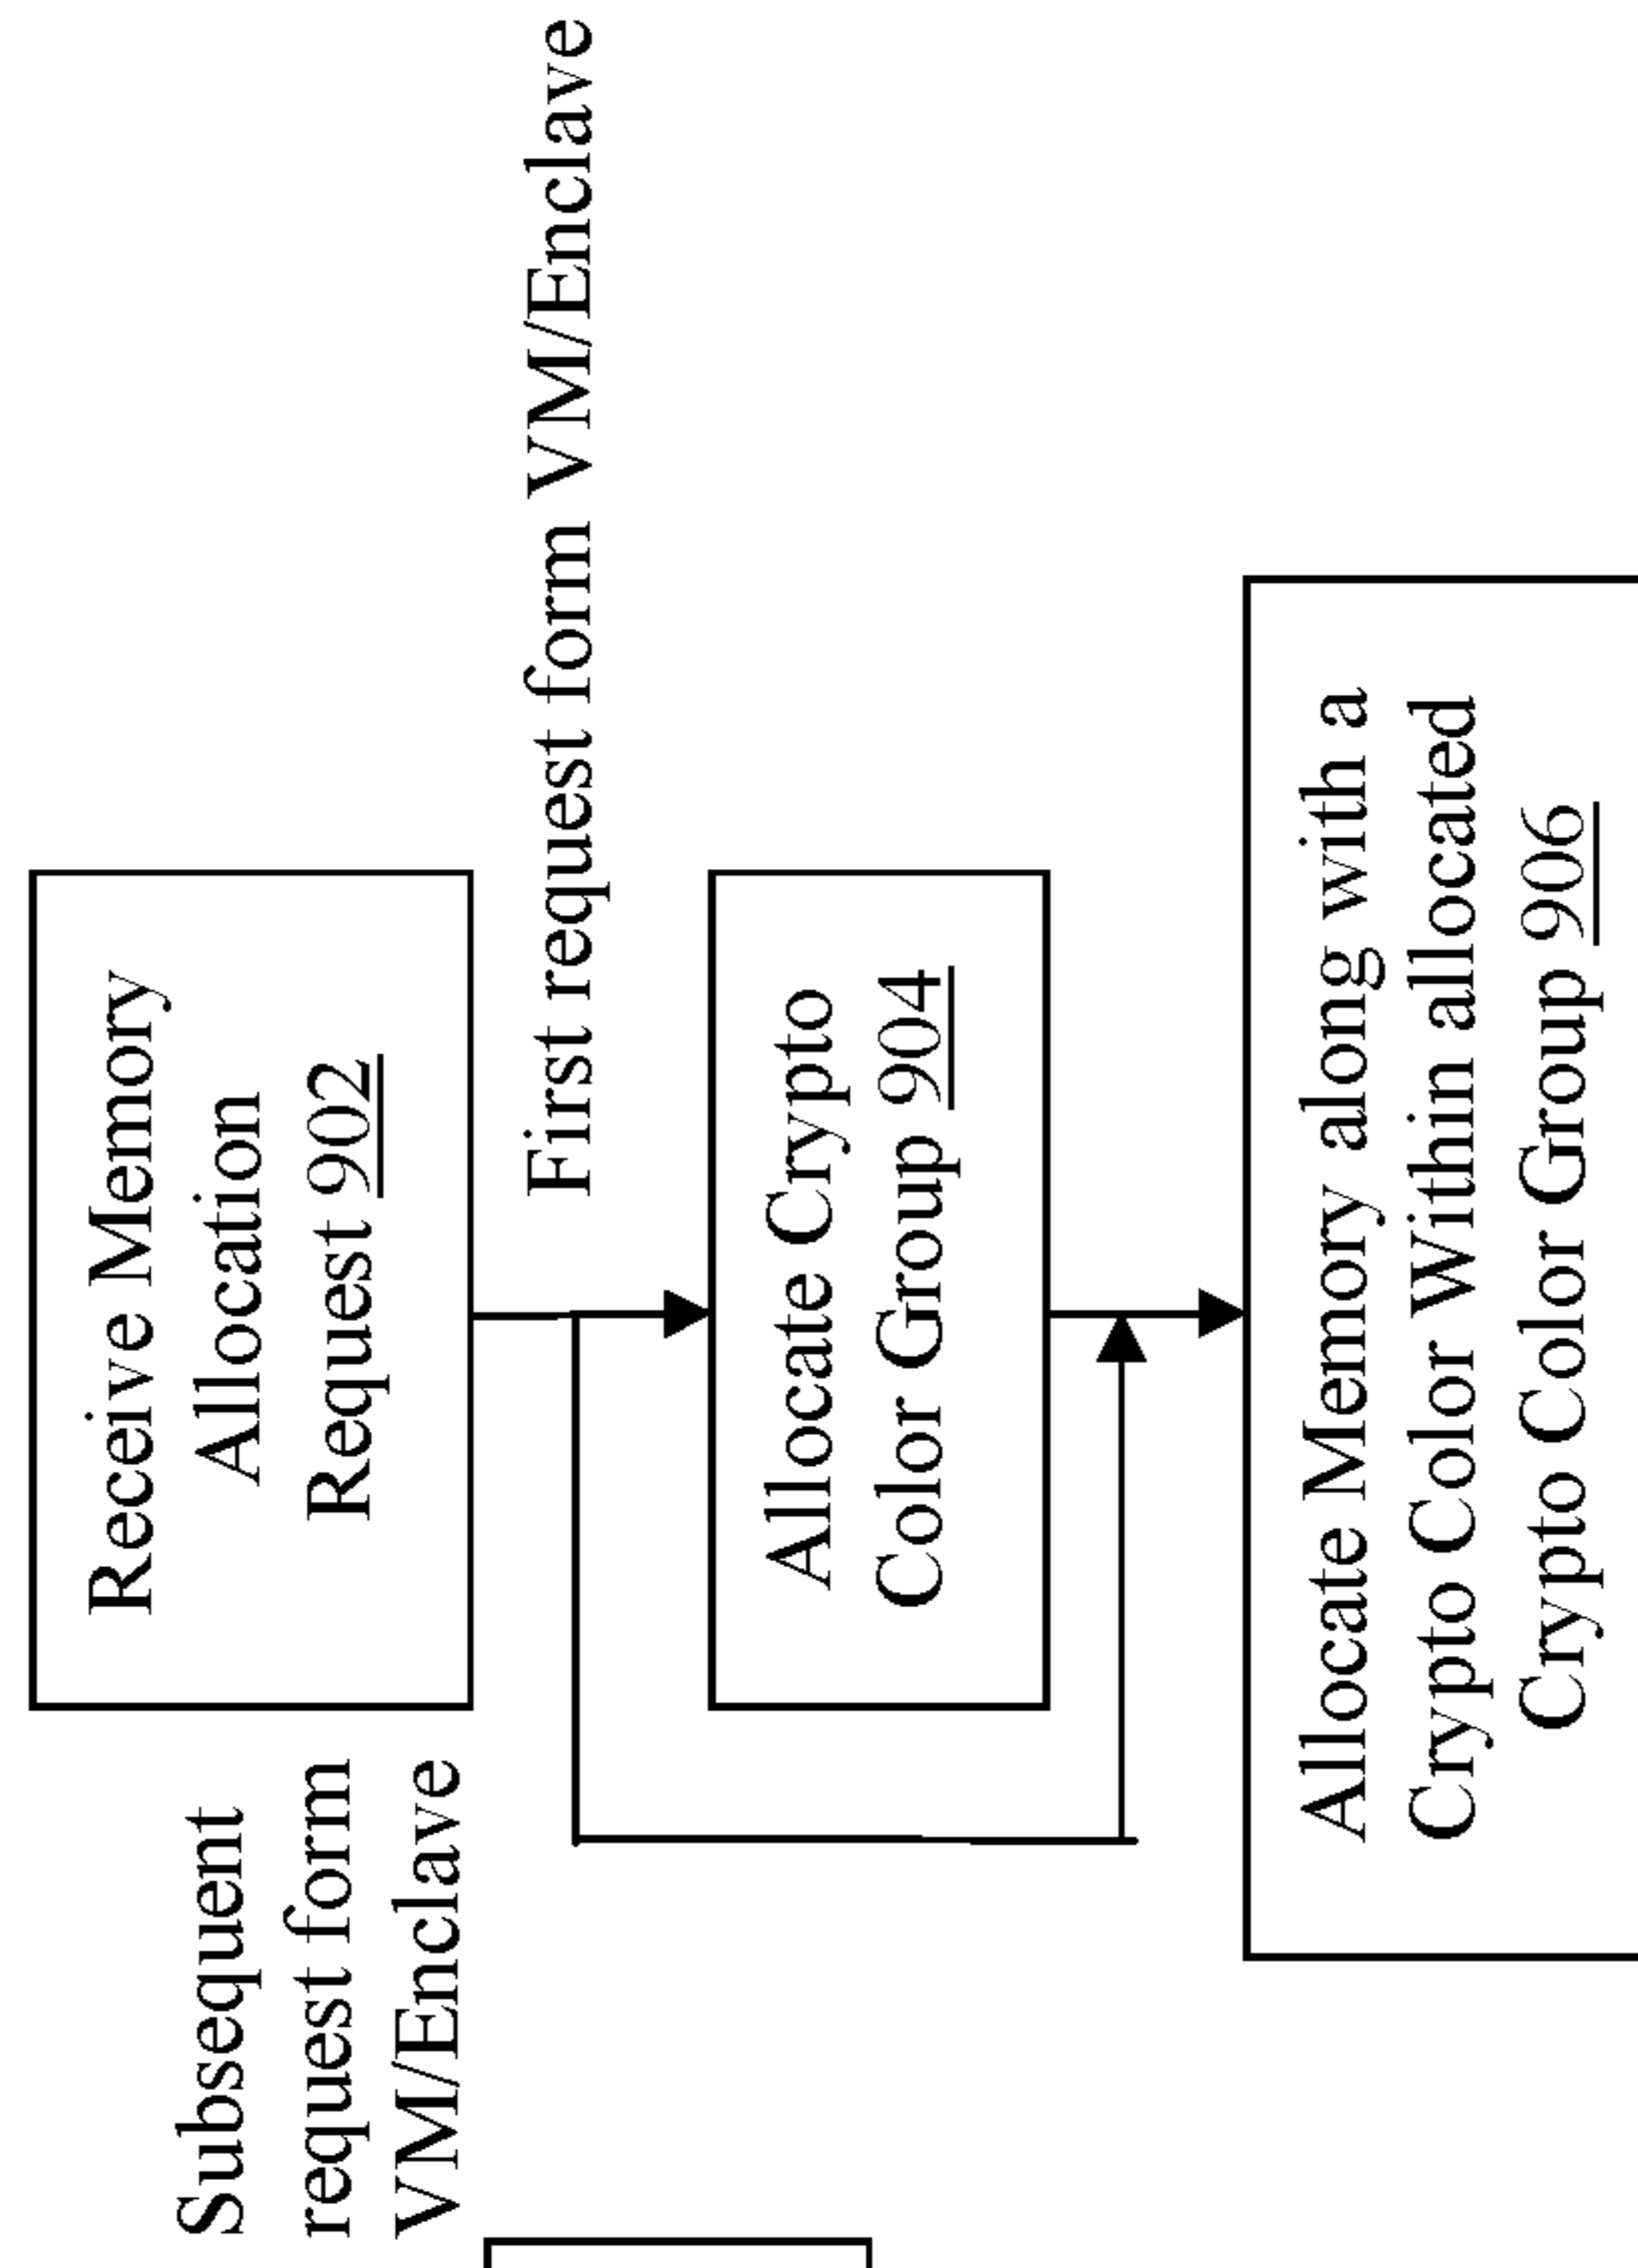 Receive Memory
Allocation
Request 902
Subsequent
request form
VM/Enclave
First request form VM/Enclave
Allocate Crypto
Color Group 904
Allocate Memory along with a
Crypto Color Within allocated
Crypto Color Group 906